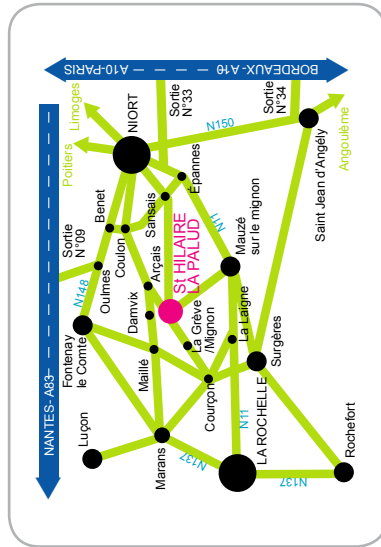 NANTES- A83
A10-PARIS
BORDEAUX- A10
Limoges
Poitiers
NIORT
Sortie
N°33
Sortie
N°34
N150
Angoulème
Saint Jean d'Angély
Sortie
N°09
Benet
Oulmes
N148
Coulon
Sansais
Épannes
Arçais
Damvix
St HILAIRE
LA PALUD
N11
Mauzé
sur le mignon
Fontenay
le Comte
Maillé
La Grève
/Mignon
La Laigne
Courçon
Surgères
Luçon
Marans
N137
N11
LA ROCHELLE
N137
Rochefort